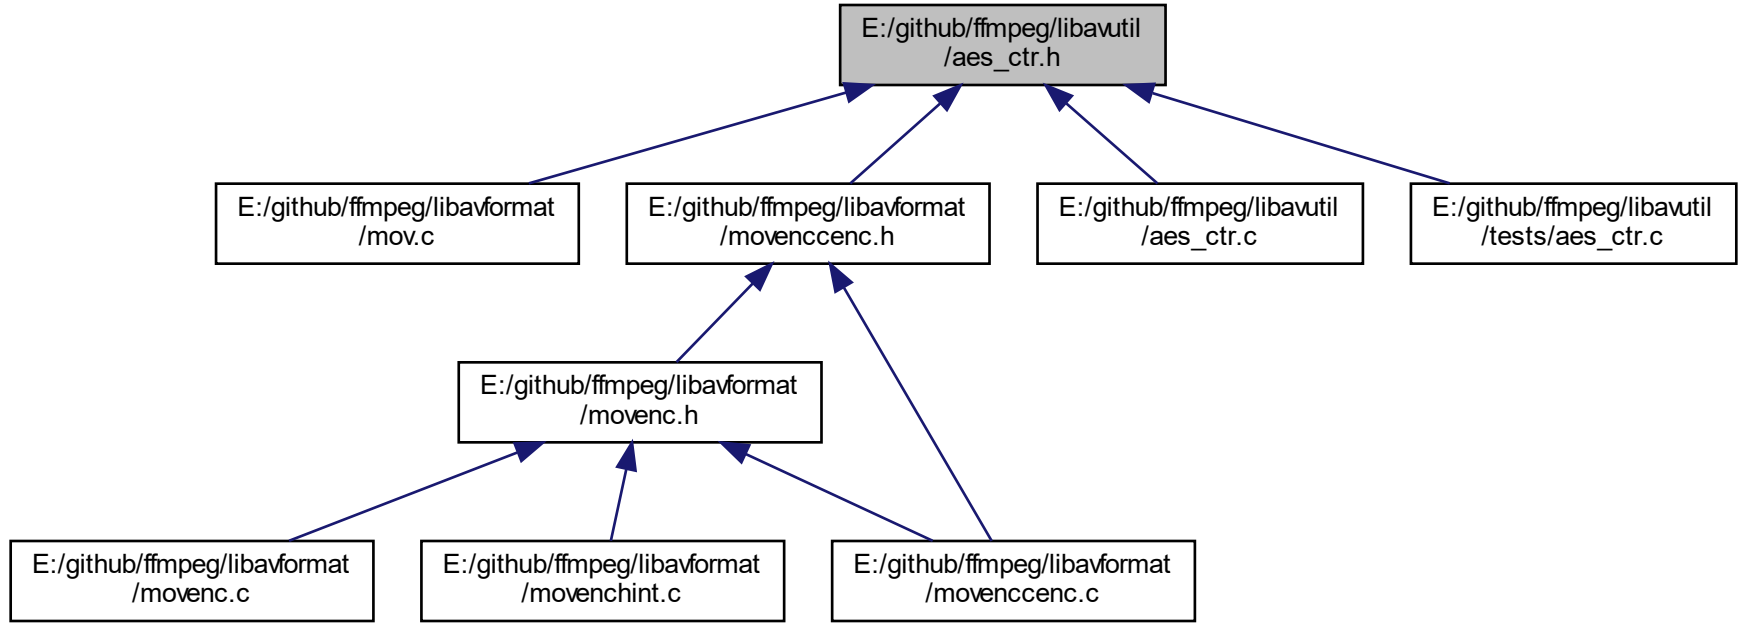 E:/github/ffmpeg/libavutil
/aes_ctr.h
E:/github/ffmpeg/libavformat
/mov.c
E:/github/ffmpeg/libavformat
/movenccenc.h
E:/github/ffmpeg/libavutil
/aes_ctr.c
E:/github/ffmpeg/libavutil
/tests/aes_ctr.c
E:/github/ffmpeg/libavformat
/movenc.h
E:/github/ffmpeg/libavformat
/movenc.c
E:/github/ffmpeg/libavformat
/movenchint.c
E:/github/ffmpeg/libavformat
/movenccenc.c